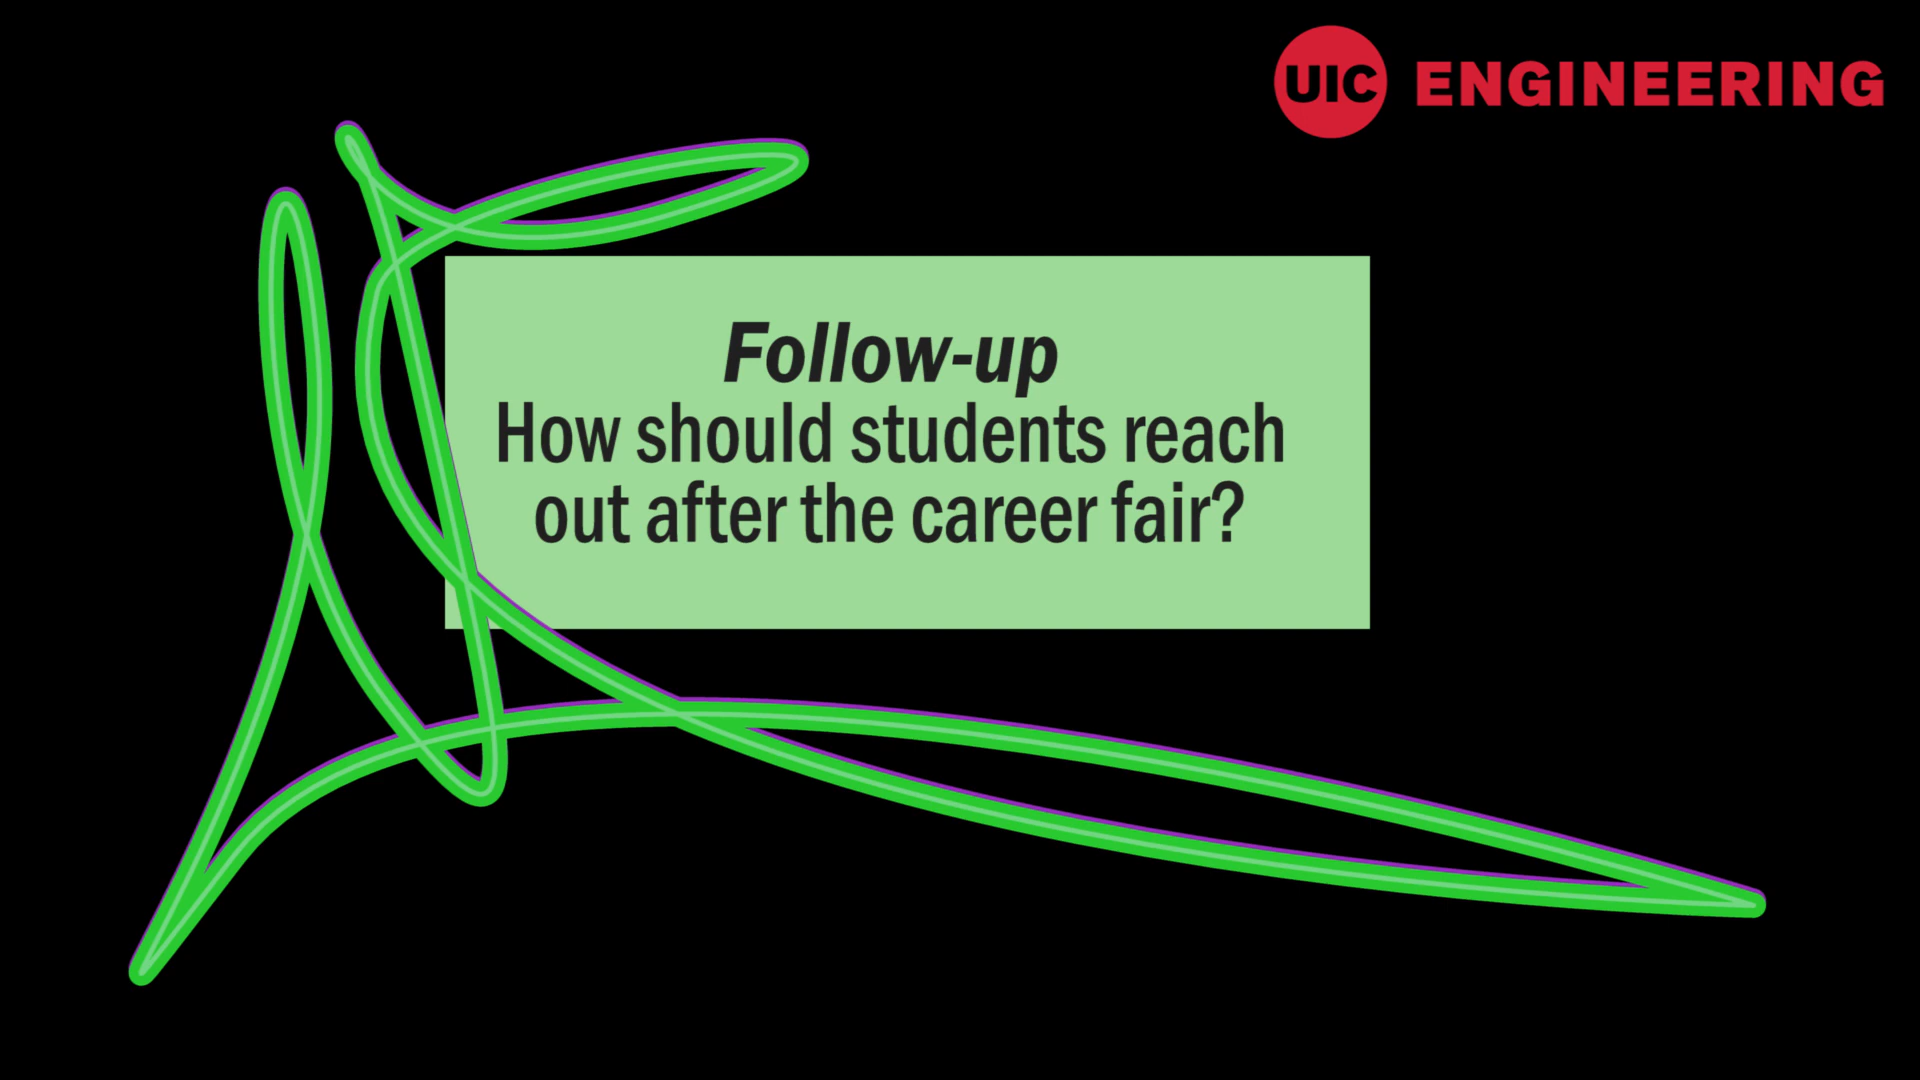 UIC ENGINEERING
Follow-up
How should students reach
out after the career fair?